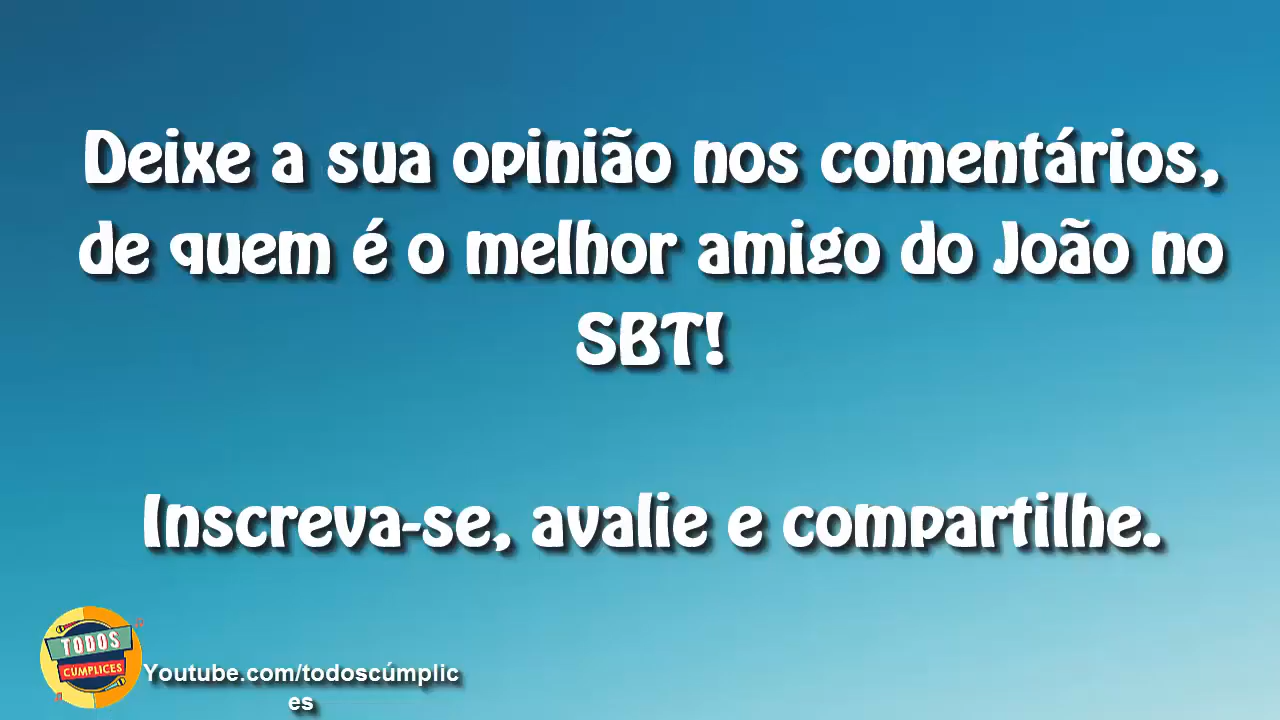 Deixe a sua opinião nos comentários,
de quem é o melhor amigo do João no
SBT!
Inscreva-se, avalie e compartilhe.
TODOS
CÚMPLICES
Youtube.com/todoscúmplic
es